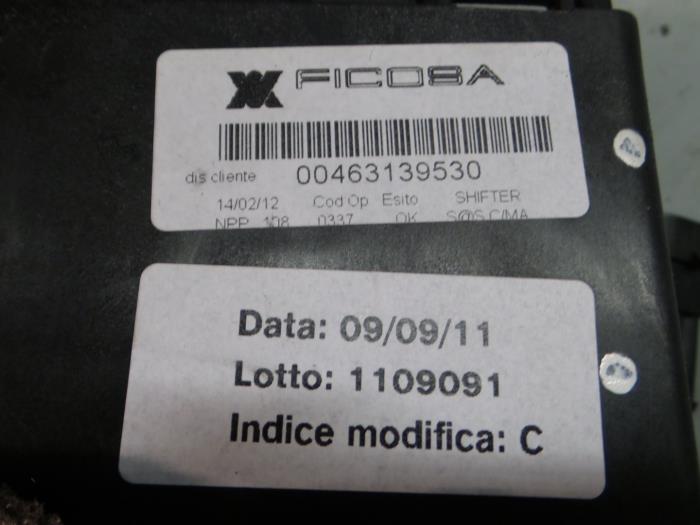 FICOSA
dis cliente 00463139530
14/02/12 Cod Op Esito SHIFTER
NPP 108 0337 OK S@S C/MA
Data: 09/09/11
Lotto: 1109091
Indice modifica: C